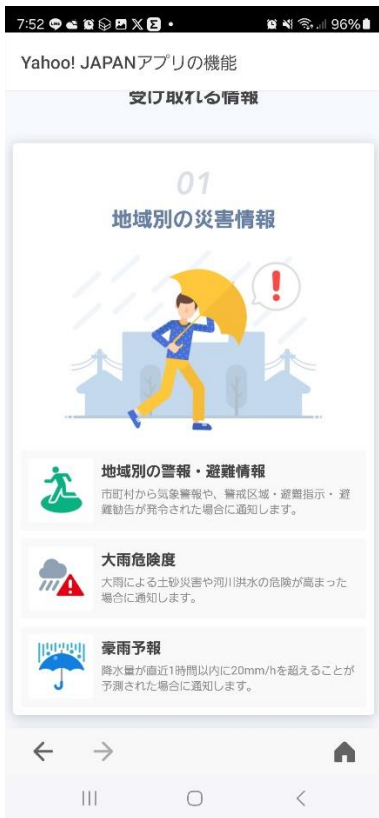 7:52
96%
Yahoo! JAPANアプリの機能
受け取れる情報
01
地域別の災害情報
地域別の警報・避難情報
市町村から気象警報や、警戒区域・避難指示・ 避
難勧告が発令された場合に通知します。
大雨危険度
大雨による土砂災害や河川洪水の危険が高まった
場合に通知します。
豪雨予報
降水量が直近1時間以内に20mm/hを超えることが
予測された場合に通知します。